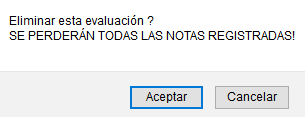 Eliminar esta evaluación ?
SE PERDERÁN TODAS LAS NOTAS REGISTRADAS!
Aceptar
Cancelar